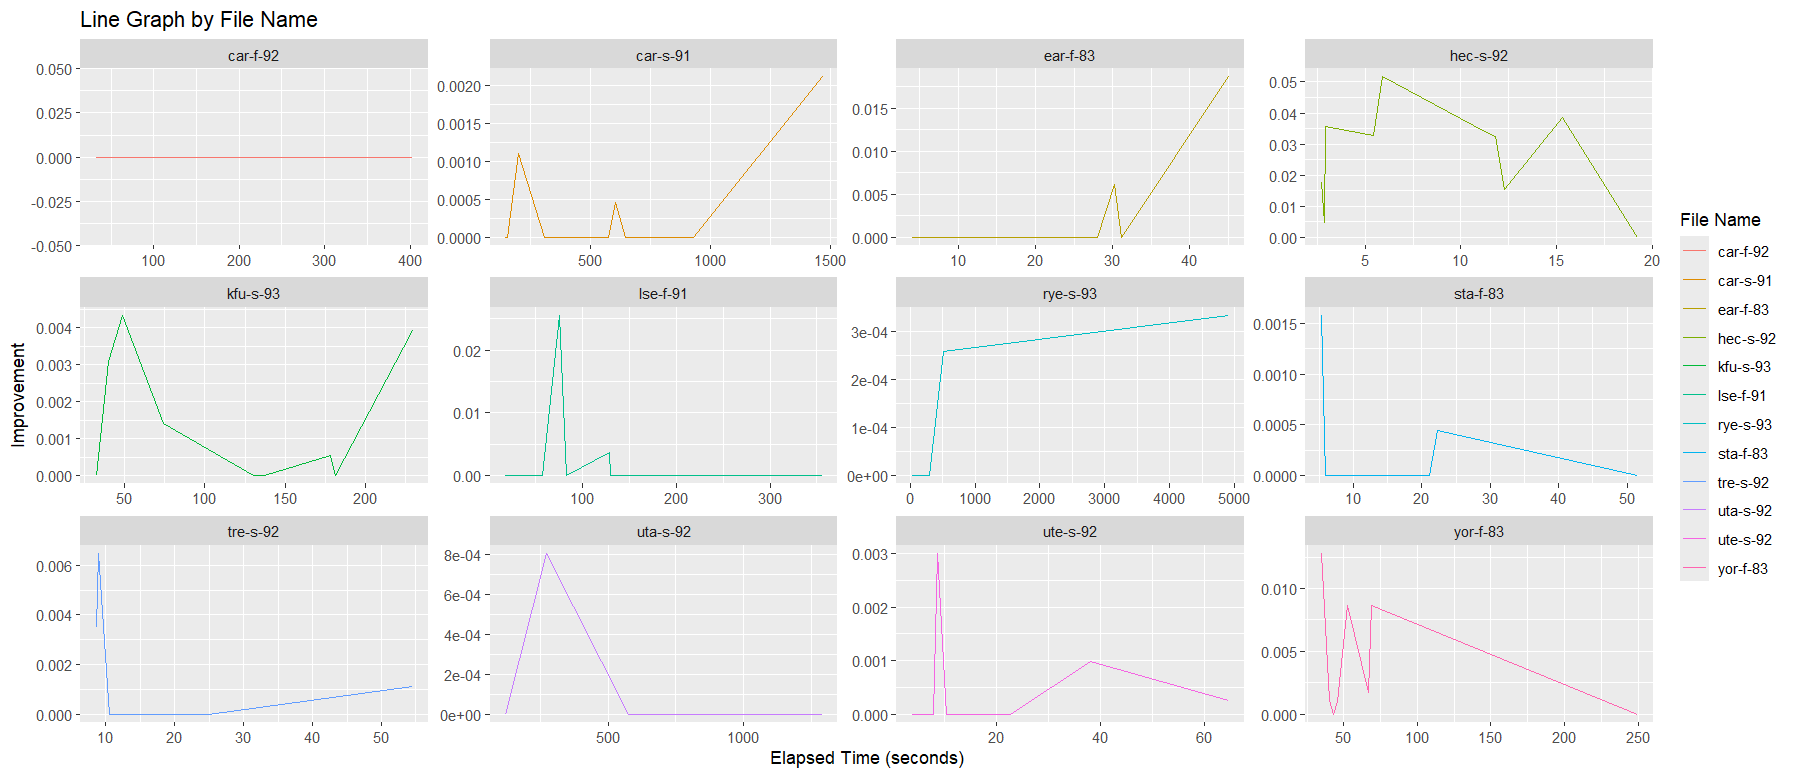 Line Graph by File Name
car-f-92
car-s-91
ear-f-83
hec-s-92
0.050
0.025
0.000
-0.025
-0.050
100
200
300
400
0.0020
0.0015
0.0010
0.0005
0.0000
500
1000
1500
0.015
0.010
0.005
0.000
10
20
30
40
0.05
0.04
0.03
0.02
0.01
0.00
5
10
15
20
kfu-s-93
lse-f-91
rye-s-93
sta-f-83
0.004
0.003
0.002
0.001
0.000
50
100
150
200
0.02
0.01
0.00
100
200
300
3e-04
2e-04
1e-04
0e+00
0
1000
2000
3000
4000
5000
0.0015
0.0010
0.0005
0.0000
10
20
30
40
50
tre-s-92
uta-s-92
ute-s-92
yor-f-83
0.006
0.004
0.002
0.000
10
20
30
40
50
8e-04
6e-04
4e-04
2e-04
0e+00
500
1000
0.003
0.002
0.001
0.000
20
40
60
0.010
0.005
0.000
50
100
150
200
250
Improvement
Elapsed Time (seconds)
File Name
car-f-92
car-s-91
ear-f-83
hec-s-92
kfu-s-93
lse-f-91
rye-s-93
sta-f-83
tre-s-92
uta-s-92
ute-s-92
yor-f-83